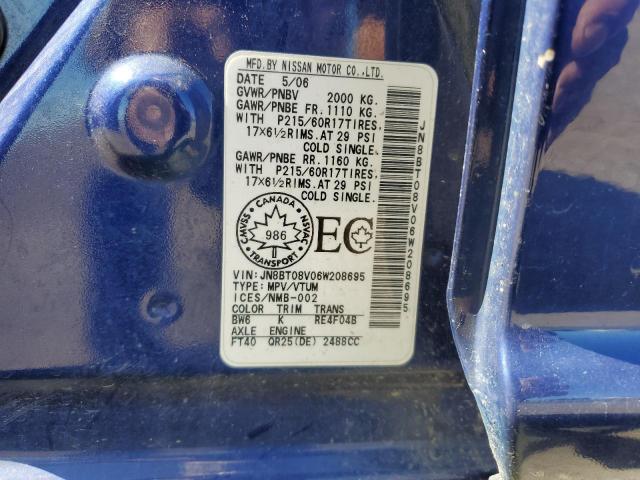 MFD.BY NISSAN MOTOR CO.,LTD.
DATE 5/06
GVWR/PNBV 2000 KG.
GAWR/PNBE FR. 1110 KG.
WITH P215/60R17TIRES,
17×6½RIMS.AT 29 PSI
COLD SINGLE.
GAWR/PNBE RR. 1160 KG.
WITH P215/60R17TIRES,
17×6½RIMS.AT 29 PSI
COLD SINGLE.
CANADA
CMVSS 986 NSVAC
TRANSPORT
EC
VIN: JN8BT08V06W208695
TYPE: MPV/VTUM
ICES/NMB-002
COLOR TRIM TRANS
BW6 K RE4F04B
AXLE ENGINE
FT40 QR25(DE) 2488CC
JN8BT08V06W208695